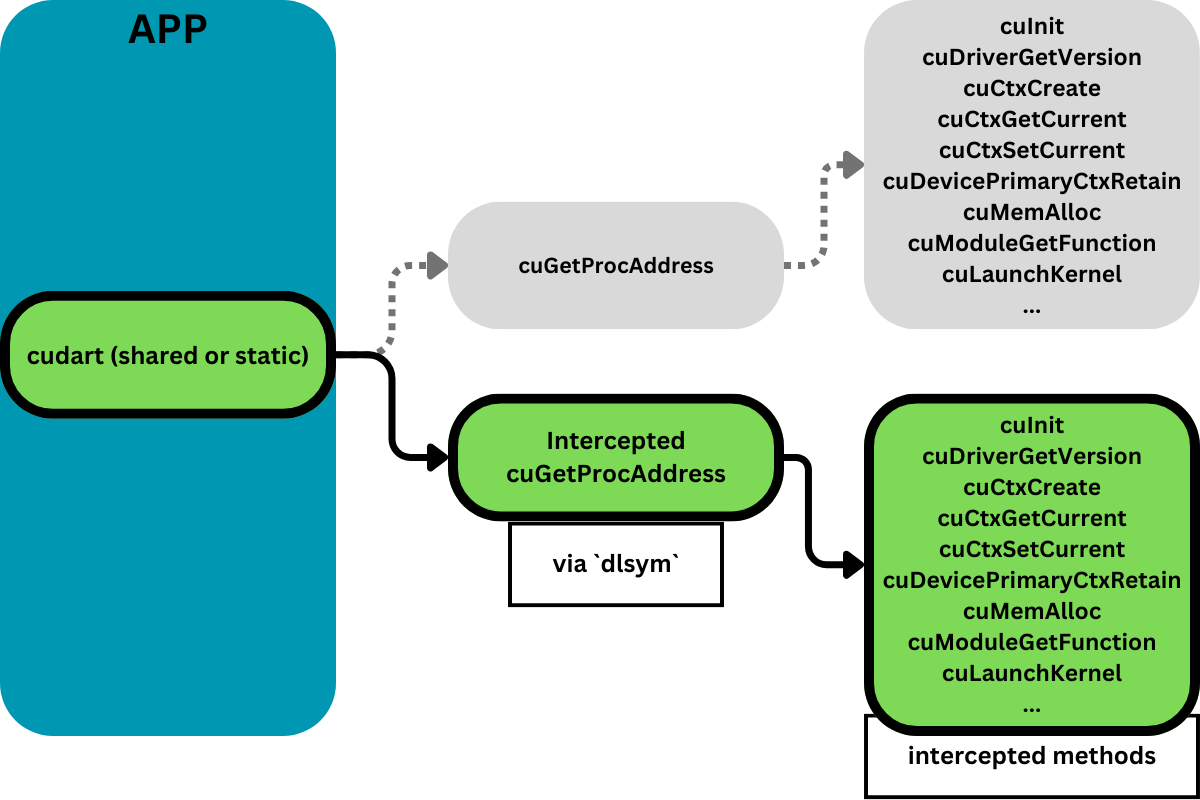 APP
cudart (shared or static)
cuGetProcAddress
cuInit
cuDriverGetVersion
cuCtxCreate
cuCtxGetCurrent
cuCtxSetCurrent
cuDevicePrimaryCtxRetain
cuMemAlloc
cuModuleGetFunction
cuLaunchKernel
...
Intercepted
cuGetProcAddress
via `dlsym`
cuInit
cuDriverGetVersion
cuCtxCreate
cuCtxGetCurrent
cuCtxSetCurrent
cuDevicePrimaryCtxRetain
cuMemAlloc
cuModuleGetFunction
cuLaunchKernel
...
intercepted methods